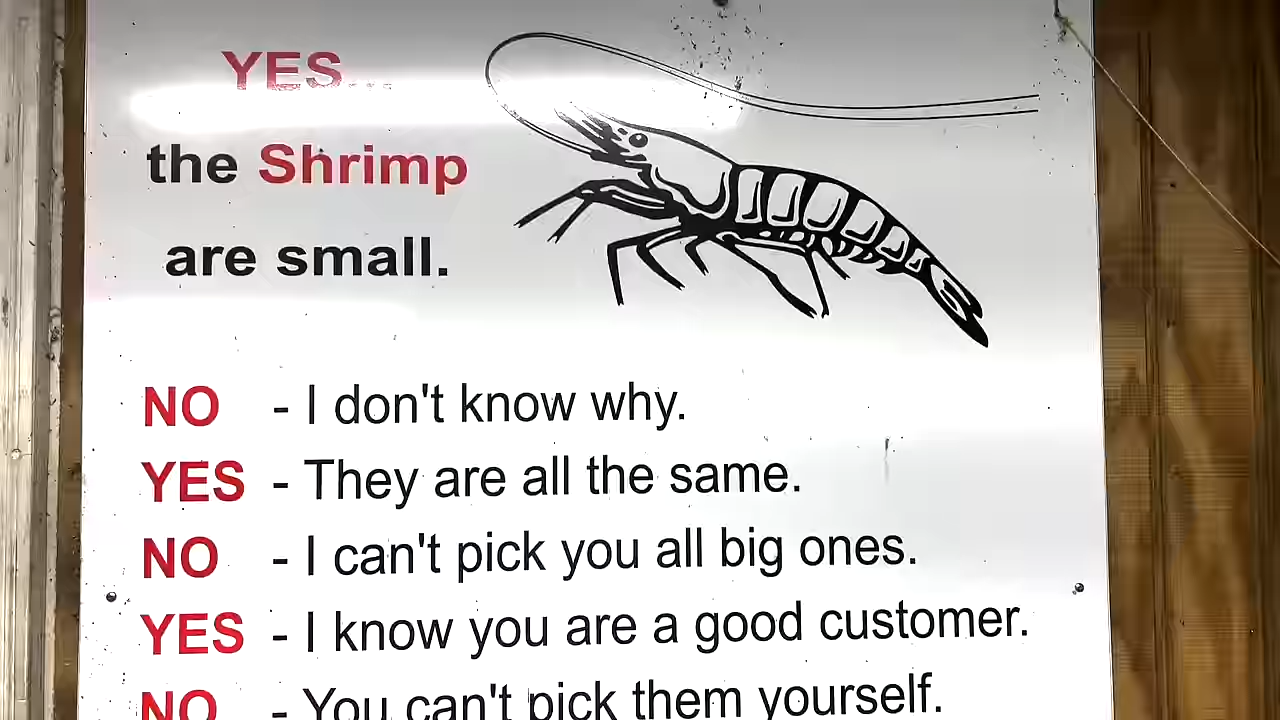 YES...
the Shrimp
are small.
NO - I don't know why.
YES - They are all the same.
NO - I can't pick you all big ones.
YES - I know you are a good customer.
NO - You can't pick them yourself.